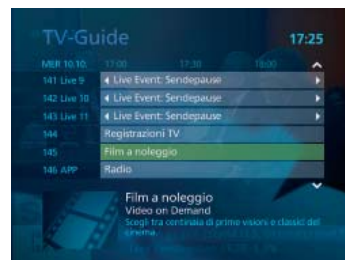 TV-Guide 17:25
MER 10.10. 17:00 17:30 18:00
141 Live 9 Live Event: Sendepause
142 Live 10 Live Event: Sendepause
143 Live 11 Live Event: Sendepause
144 Registrazioni TV
145 Film a noleggio
146 APP Radio
Film a noleggio
Video on Demand
Scegli tra centinaia di prime visioni e classici del
cinema.